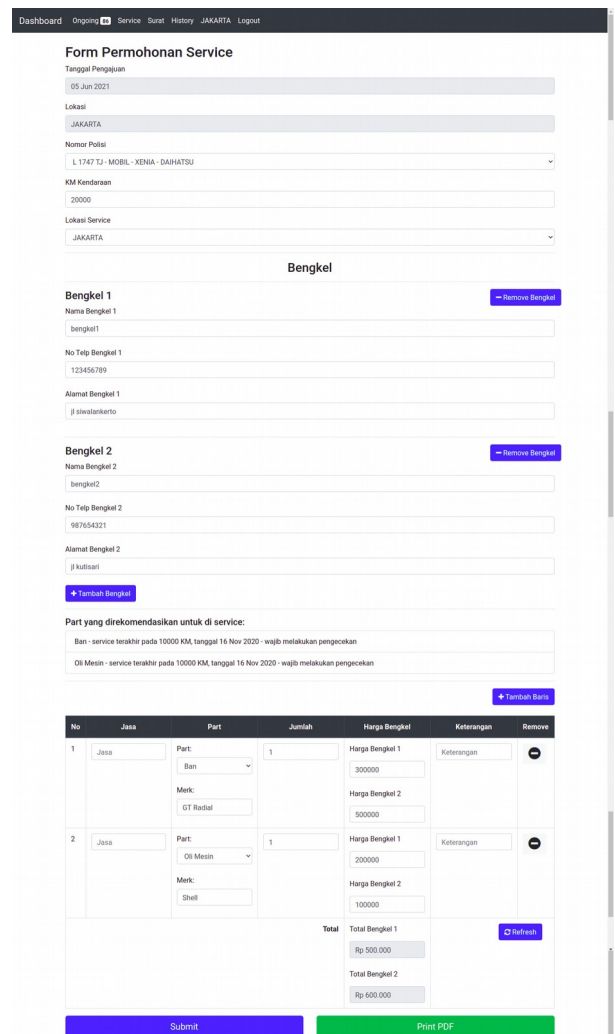 Dashboard Ongoing 86 Service Surat History JAKARTA Logout
Form Permohonan Service
Tanggal Pengajuan
05 Jun 2021
Lokasi
JAKARTA
Nomor Polisi
L 1747 TJ - MOBIL - XENIA - DAIHATSU
KM Kendaraan
20000
Lokasi Service
JAKARTA
Bengkel
Bengkel 1
Remove Bengkel
Nama Bengkel 1
bengkel1
No Telp Bengkel 1
123456789
Alamat Bengkel 1
jl siwalankerto
Bengkel 2
Remove Bengkel
Nama Bengkel 2
bengkel2
No Telp Bengkel 2
987654321
Alamat Bengkel 2
jl kutisari
+ Tambah Bengkel
Part yang direkomendasikan untuk di service:
Ban - service terakhir pada 10000 KM, tanggal 16 Nov 2020 - wajib melakukan pengecekan
Oli Mesin - service terakhir pada 10000 KM, tanggal 16 Nov 2020 - wajib melakukan pengecekan
+ Tambah Baris
No Jasa Part Jumlah Harga Bengkel Keterangan Remove
1 Jasa Part: 1 Harga Bengkel 1 Keterangan
Ban 300000
Merk: Harga Bengkel 2
GT Radial 500000
2 Jasa Part: 1 Harga Bengkel 1 Keterangan
Oli Mesin 200000
Merk: Harga Bengkel 2
Shell 100000
Total Total Bengkel 1 Refresh
Rp 500.000
Total Bengkel 2
Rp 600.000
Submit Print PDF